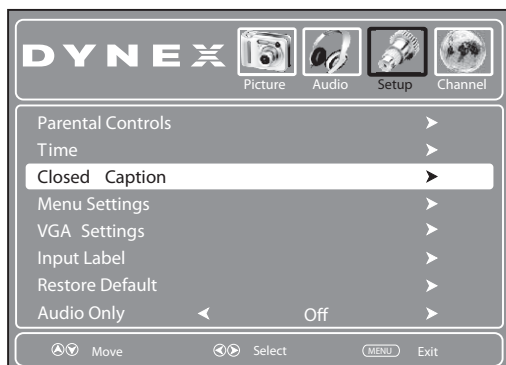 DYNEX
Picture Audio Setup Channel
Parental Controls
Time
Closed Caption
Menu Settings
VGA Settings
Input Label
Restore Default
Audio Only Off
Move Select MENU Exit